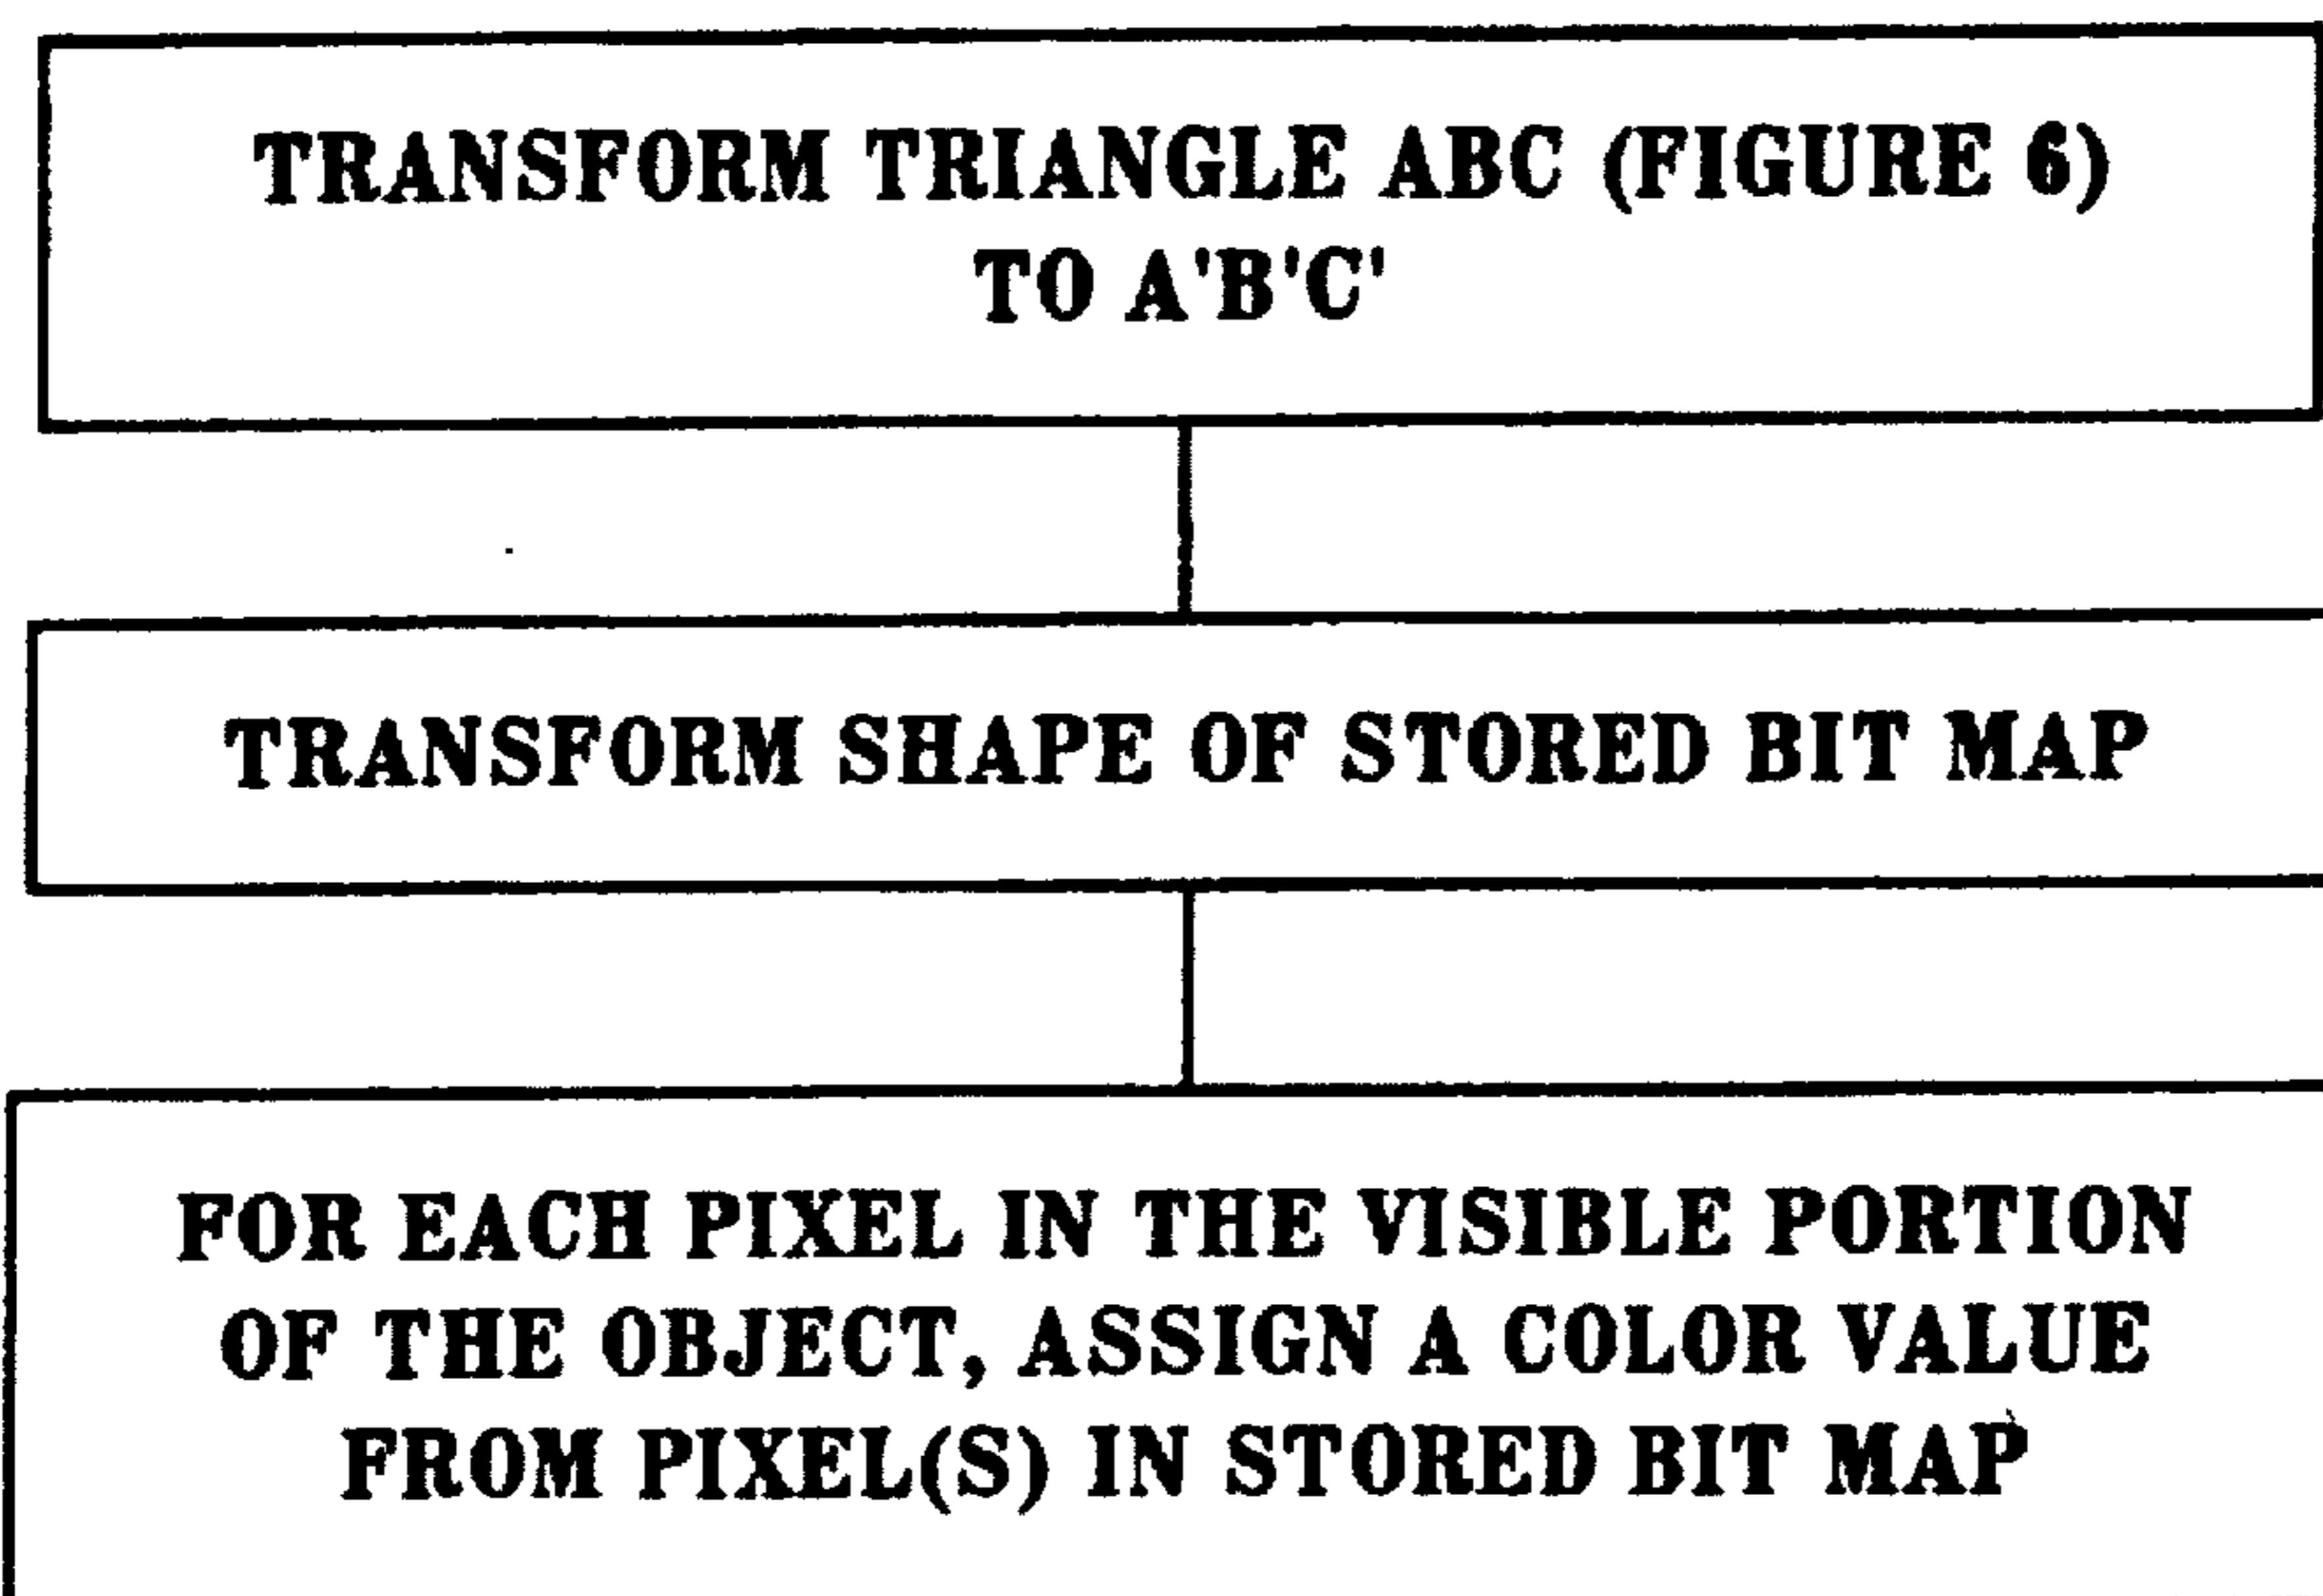 TRANSFORM TRIANGLE ABC (FIGURE 6)
TO A'B'C'
TRANSFORM SHAPE OF STORED BIT MAP
FOR EACH PIXEL IN THE VISIBLE PORTION
OF THE OBJECT, ASSIGN A COLOR VALUE
FROM PIXEL(S) IN STORED BIT MAP